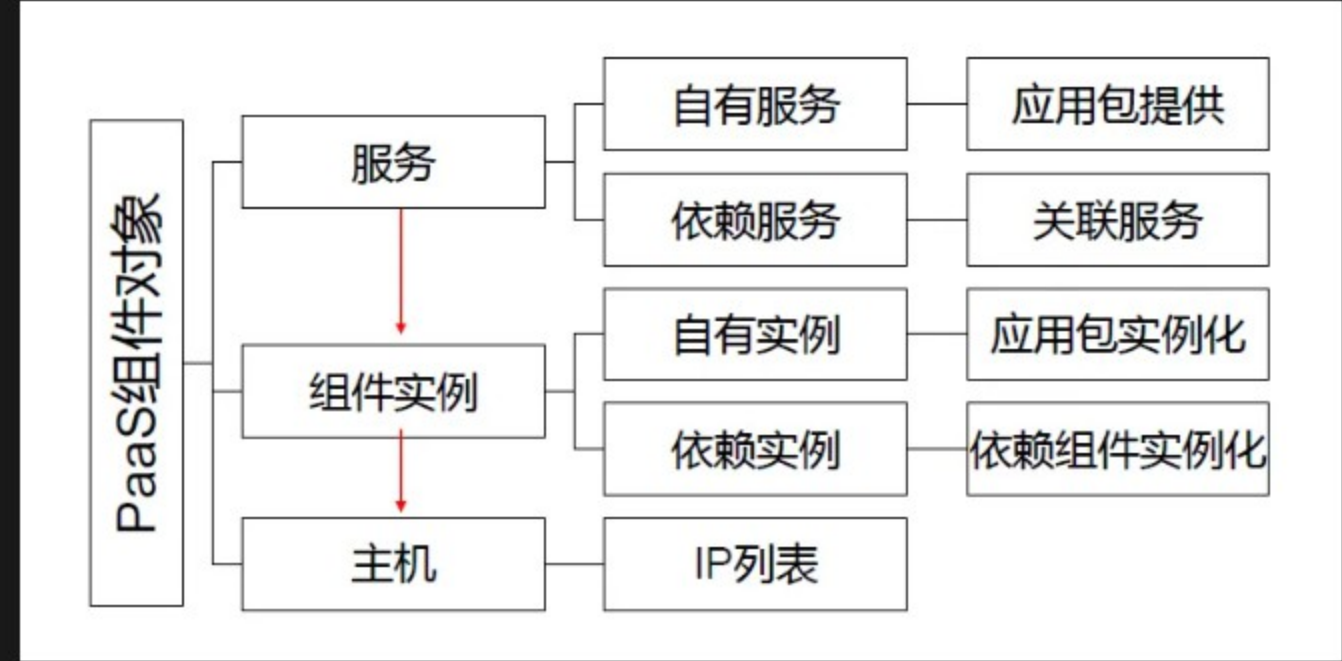 PaaS组件对象
服务
自有服务
应用包提供
依赖服务
关联服务
组件实例
自有实例
应用包实例化
依赖实例
依赖组件实例化
主机
IP列表